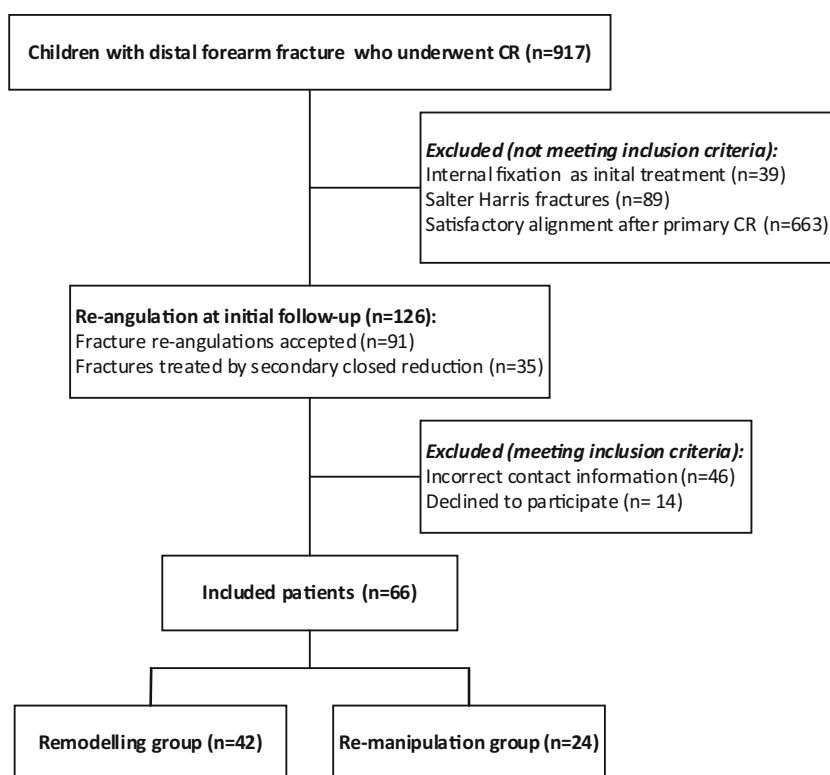 Children with distal forearm fracture who underwent CR (n=917)
Excluded (not meeting inclusion criteria):
Internal fixation as inital treatment (n=39)
Salter Harris fractures (n=89)
Satisfactory alignment after primary CR (n=663)
Re-angulation at initial follow-up (n=126):
Fracture re-angulations accepted (n=91)
Fractures treated by secondary closed reduction (n=35)
Excluded (meeting inclusion criteria):
Incorrect contact information (n=46)
Declined to participate (n= 14)
Included patients (n=66)
Remodelling group (n=42)
Re-manipulation group (n=24)